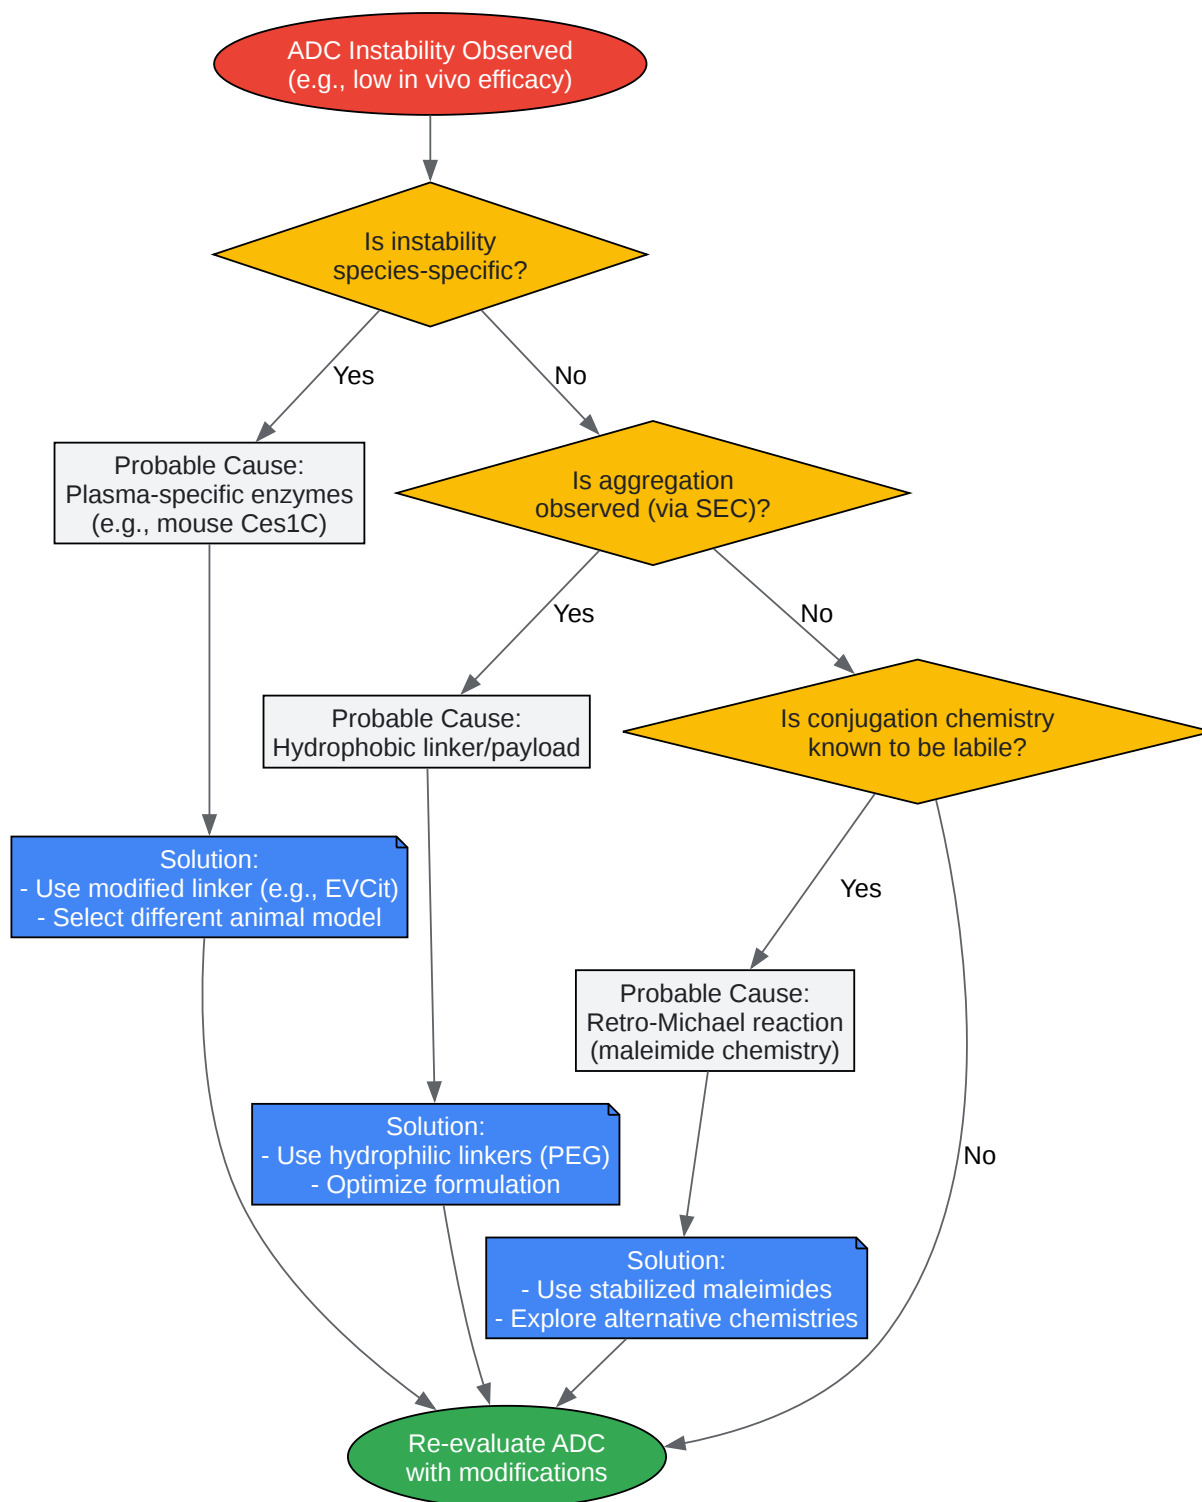 ADC Instability Observed
(e.g., low in vivo efficacy)
Is instability
species-specific?
Yes
No
Probable Cause:
Plasma-specific enzymes
(e.g., mouse Ces1C)
Is aggregation
observed (via SEC)?
Yes
No
Probable Cause:
Hydrophobic linker/payload
Is conjugation chemistry
known to be labile?
Solution:
- Use modified linker (e.g., EVCit)
- Select different animal model
Yes
No
Probable Cause:
Retro-Michael reaction
(maleimide chemistry)
Solution:
- Use hydrophilic linkers (PEG)
- Optimize formulation
Solution:
- Use stabilized maleimides
- Explore alternative chemistries
Re-evaluate ADC
with modifications